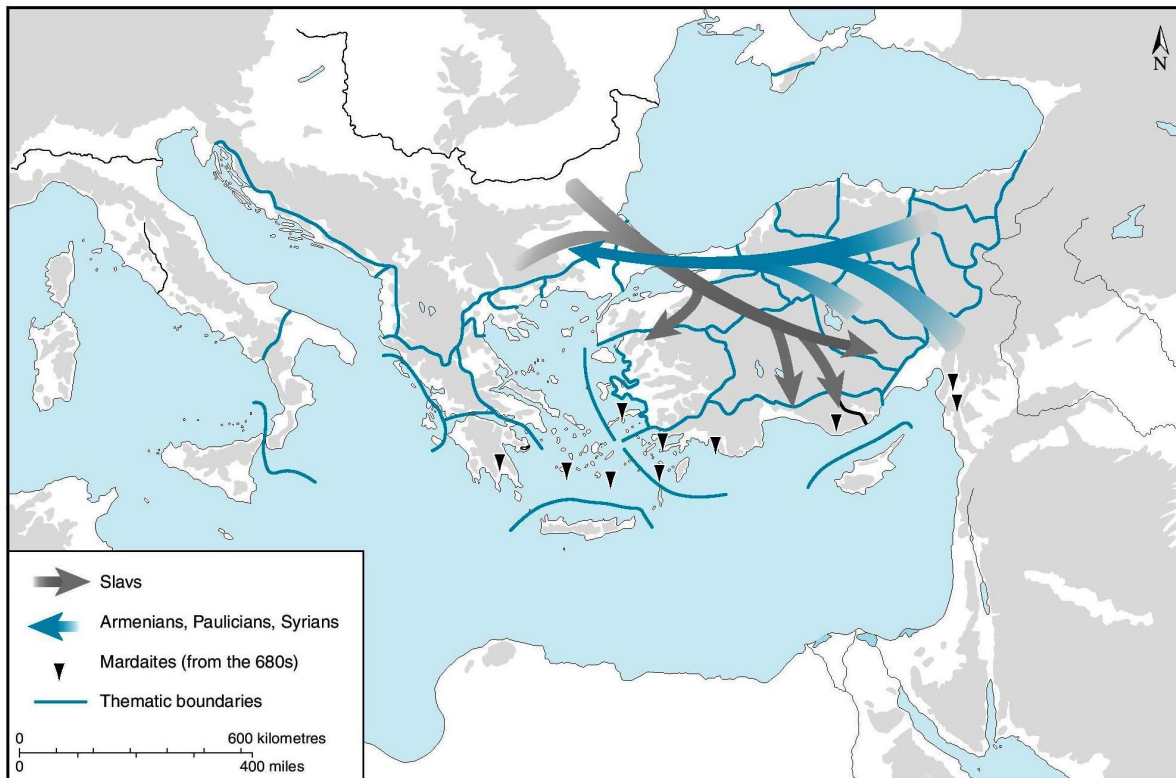 N
Slavs
Armenians, Paulicians, Syrians
Mardaites (from the 680s)
Thematic boundaries
0 600 kilometres
0 400 miles